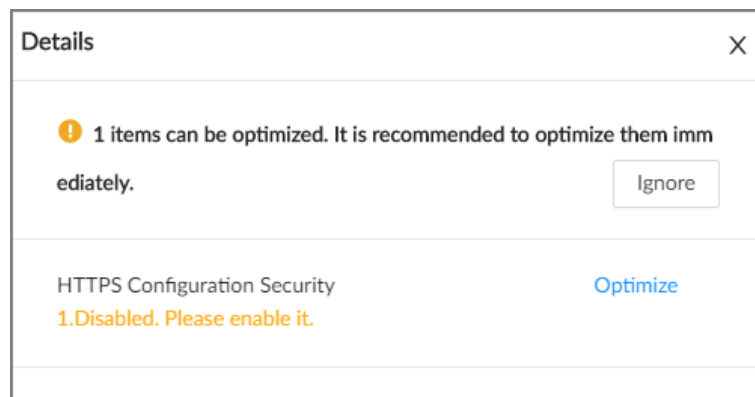 Details
X
1 items can be optimized. It is recommended to optimize them imm
ediately.
Ignore
HTTPS Configuration Security
Optimize
1.Disabled. Please enable it.